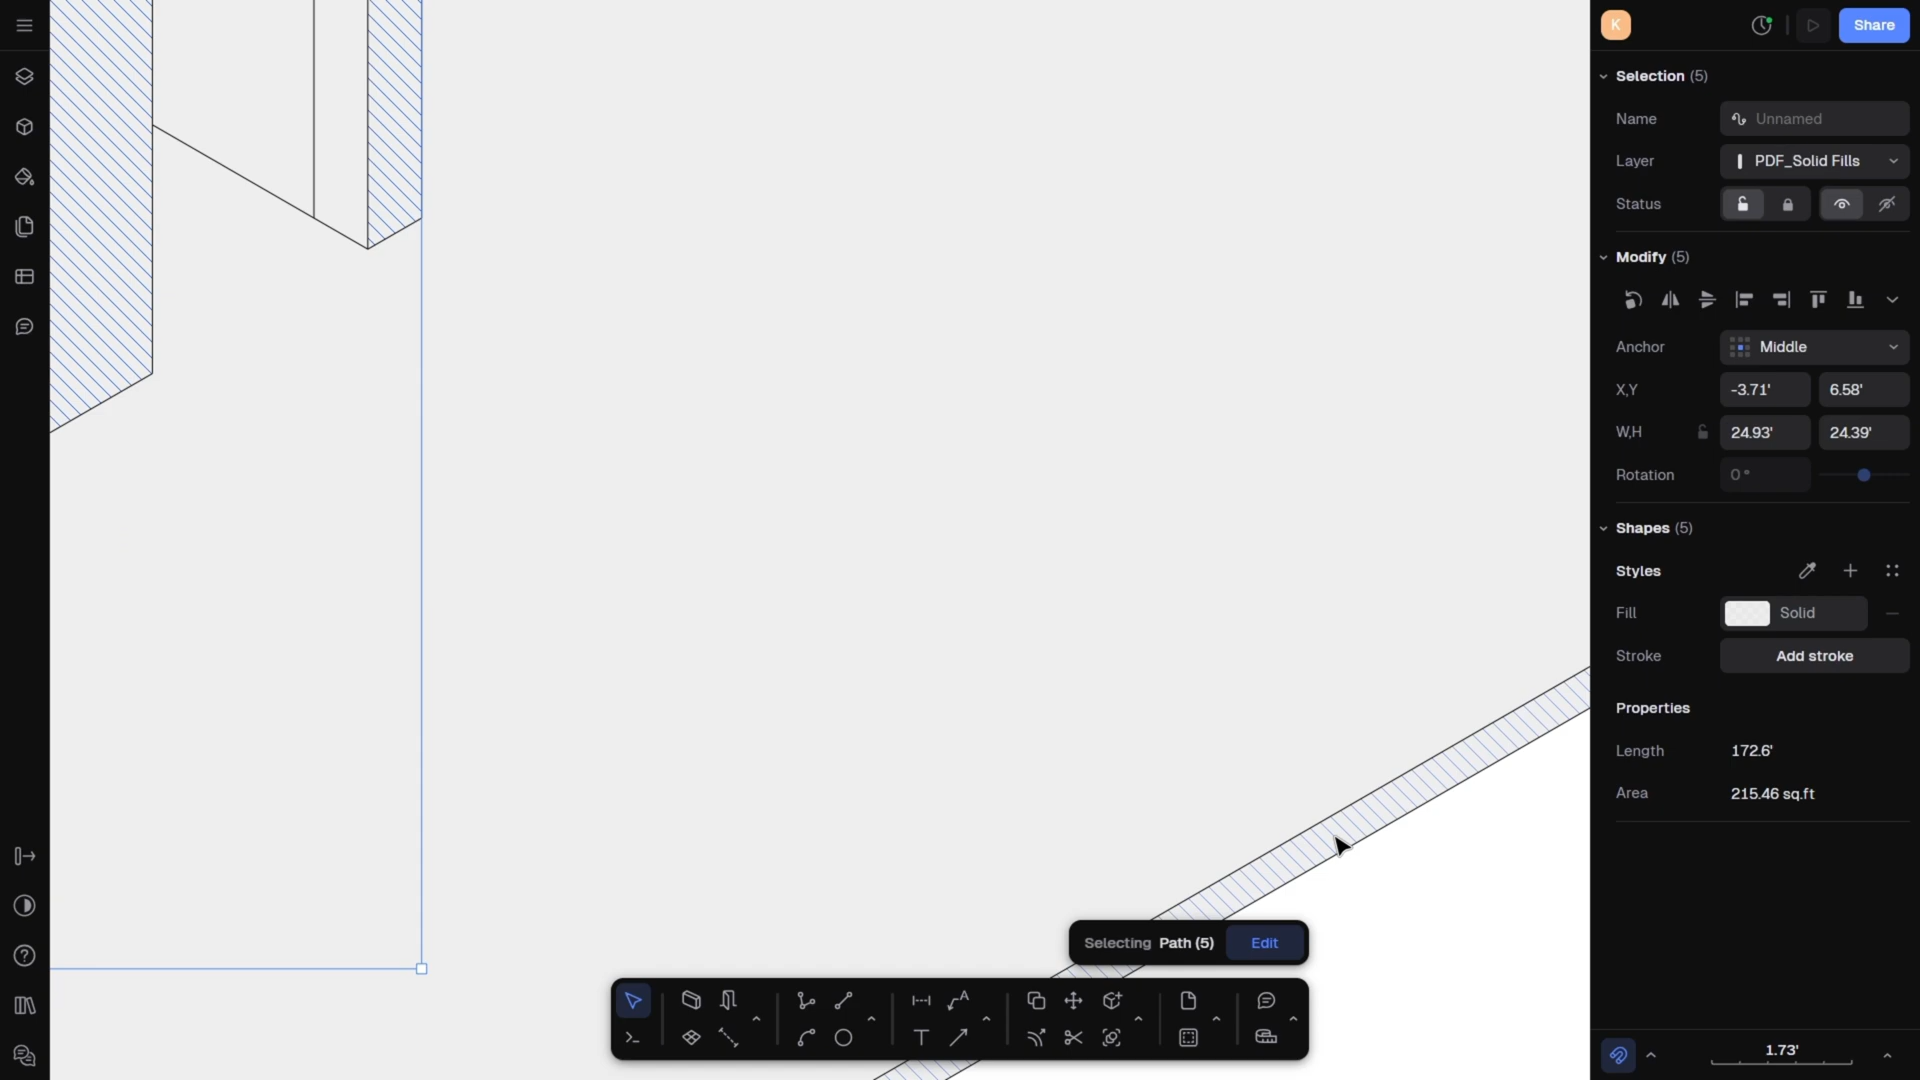 K
Share
Selection (5)
Name Unnamed
Layer PDF_Solid Fills
Status
Modify (5)
Anchor Middle
X,Y -3.71' 6.58'
W,H 24.93' 24.39'
Rotation 0 °
Shapes (5)
Styles
Fill Solid
Stroke Add stroke
Properties
Length 172.6'
Area 215.46 sq.ft
Selecting Path (5) Edit
1.73'